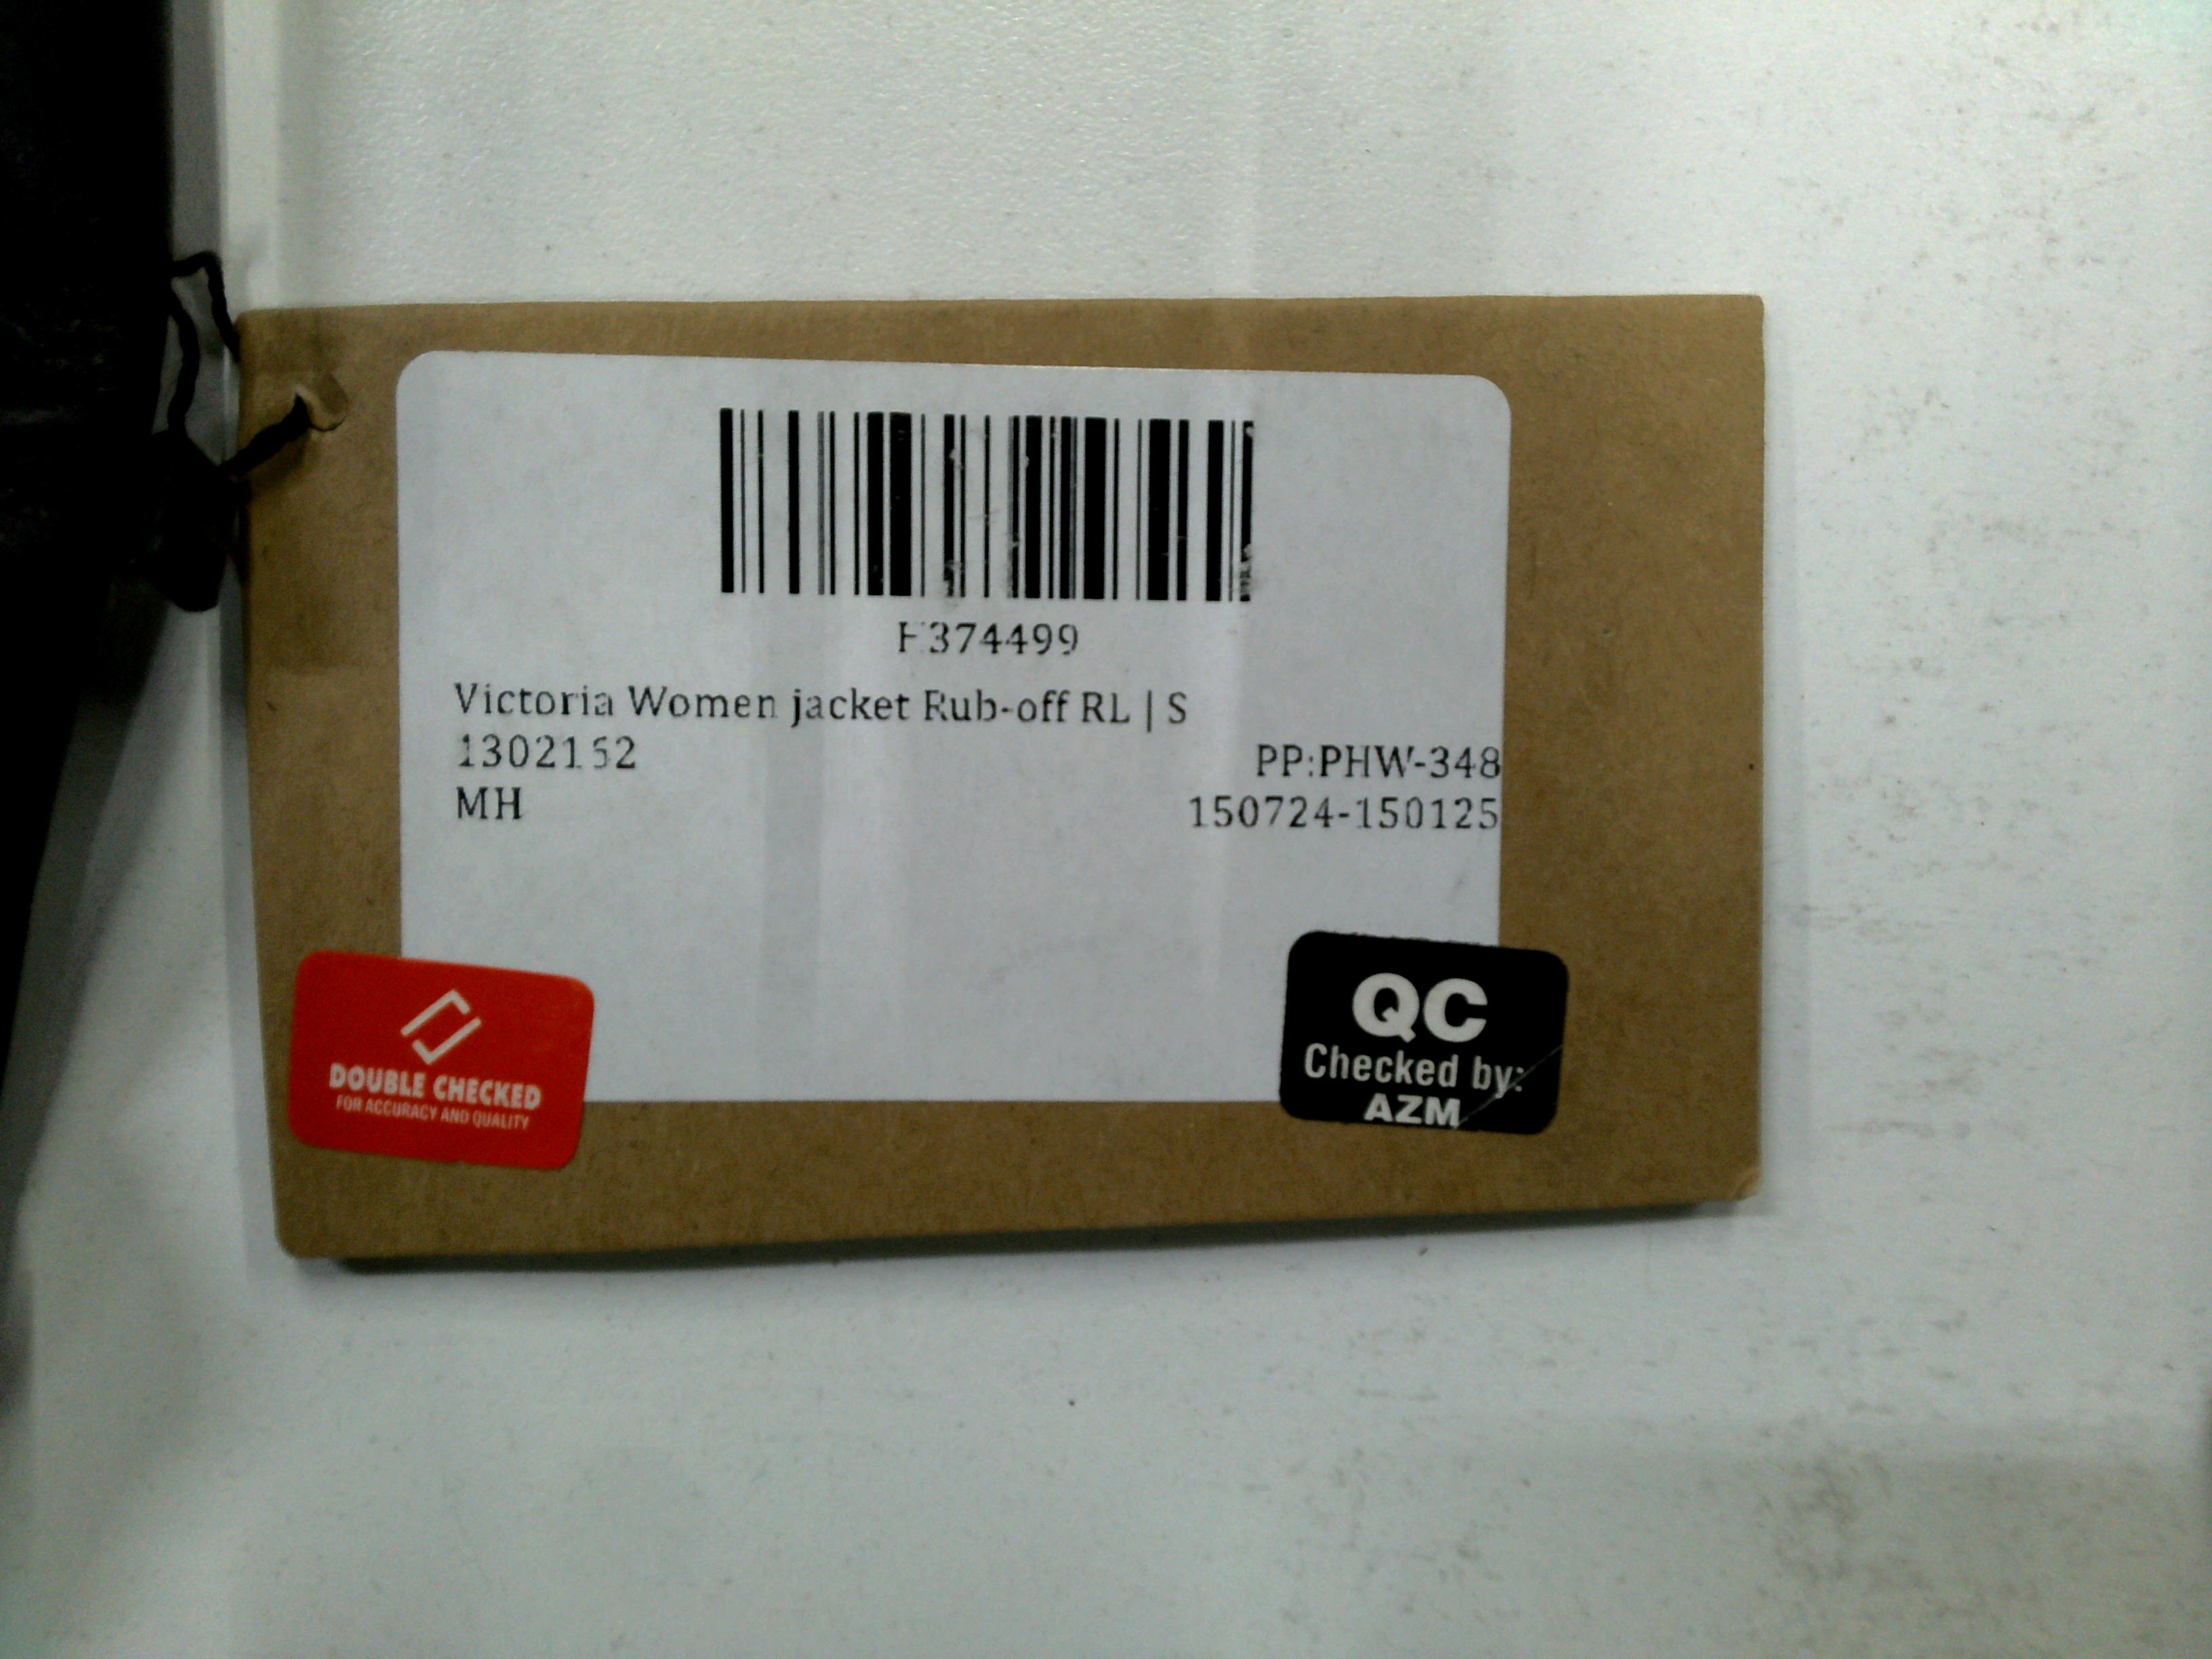 F374499
Victoria Women jacket Rub-off RL | S
1302152
PP:PHW-348
MH
150724-150125
DOUBLE CHECKED
FOR ACCURACY AND QUALITY
QC
Checked by:
AZM